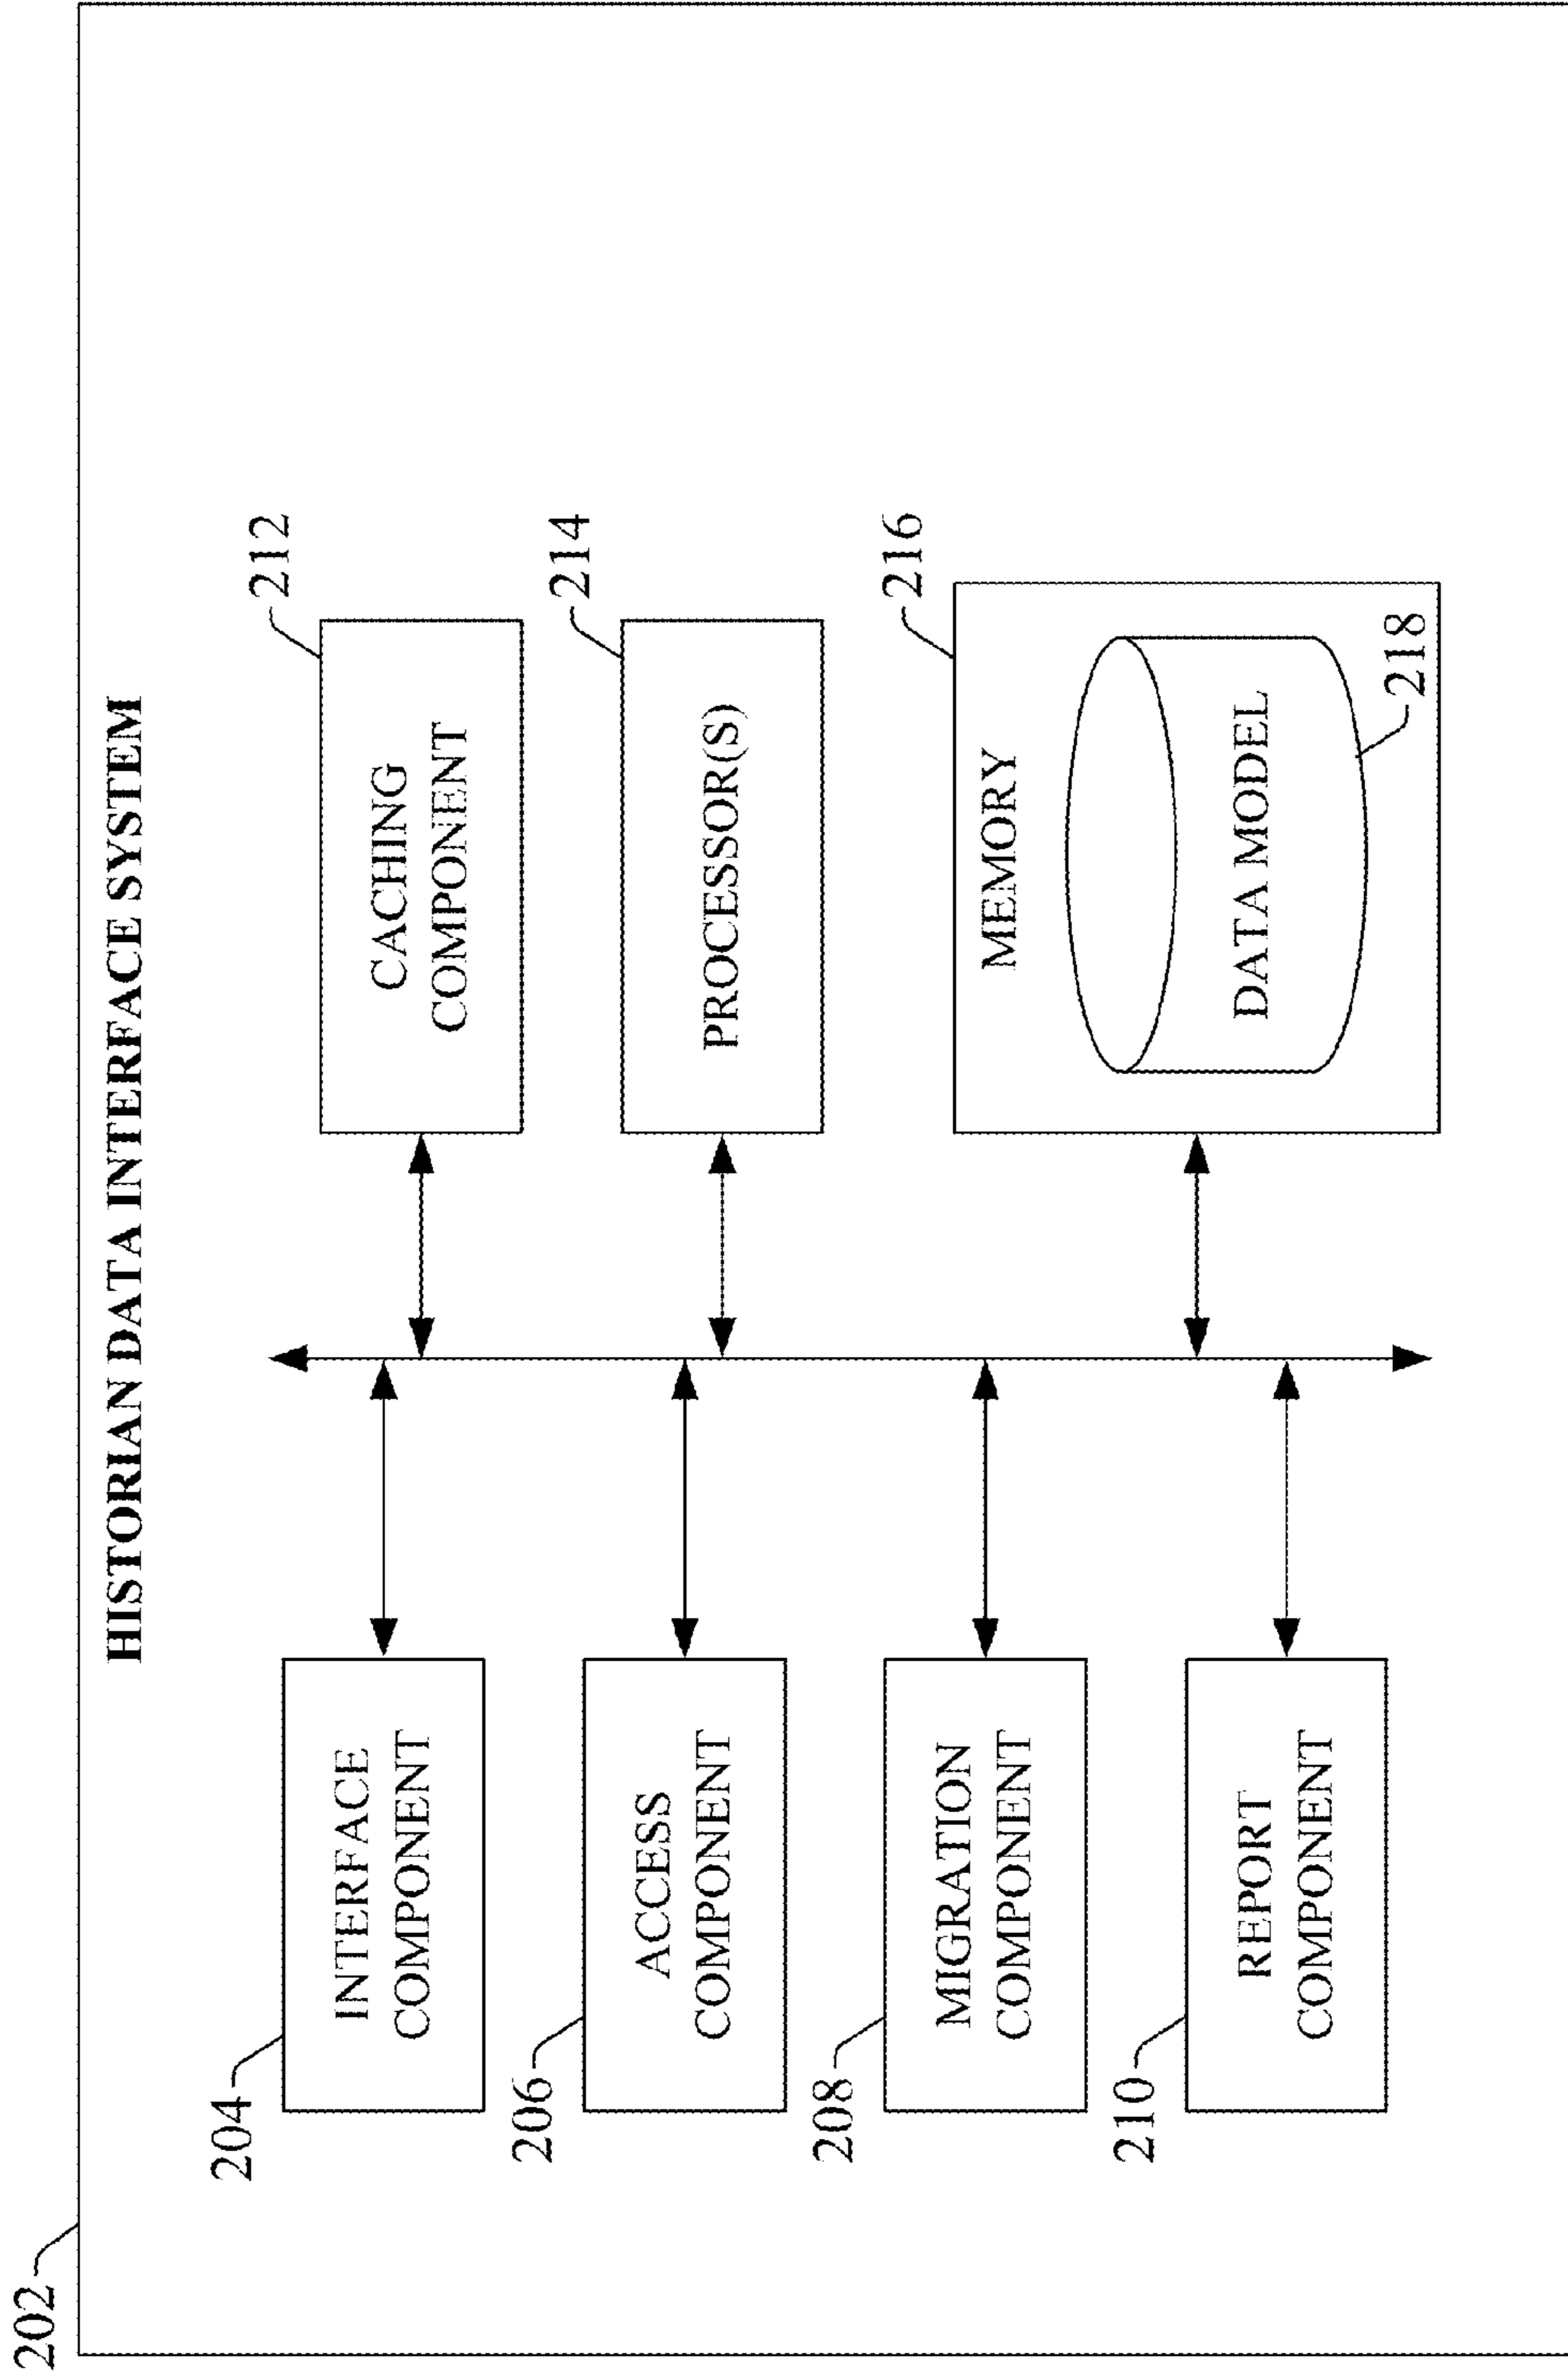 202
HISTORIAN DATA INTERFACE SYSTEM
204
INTERFACE
COMPONENT
206
ACCESS
COMPONENT
208
MIGRATION
COMPONENT
210
REPORT
COMPONENT
212
CACHING
COMPONENT
214
PROCESSOR(S)
216
MEMORY
DATA MODEL
218